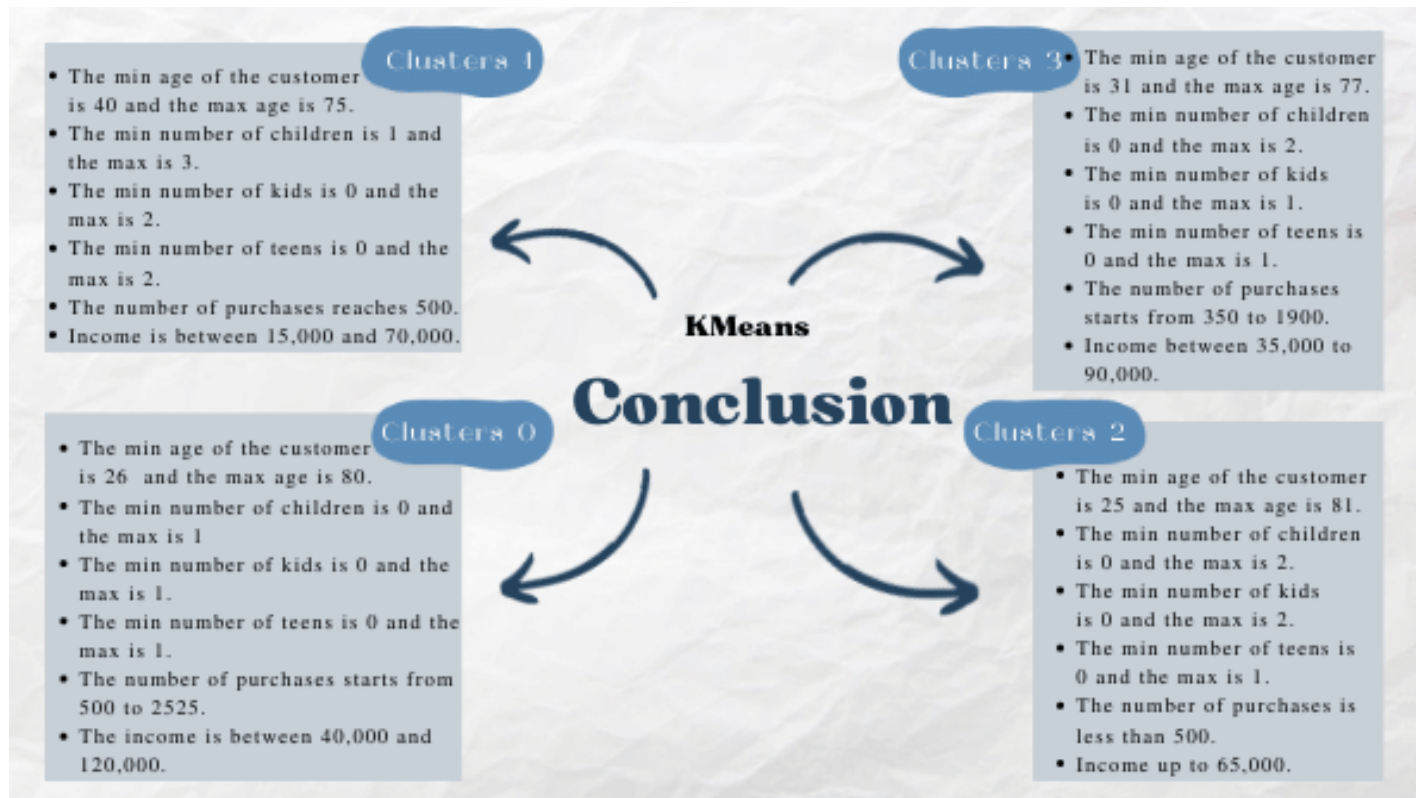 Clusters 1
• The min age of the customer
is 40 and the max age is 75.
• The min number of children is 1 and
the max is 3.
• The min number of kids is 0 and the
max is 2.
• The min number of teens is 0 and the
max is 2.
• The number of purchases reaches 500.
• Income is between 15,000 and 70,000.
Clusters 3
• The min age of the customer
is 31 and the max age is 77.
• The min number of children
is 0 and the max is 2.
• The min number of kids
is 0 and the max is 1.
• The min number of teens is
0 and the max is 1.
• The number of purchases
starts from 350 to 1900.
• Income between 35,000 to
90,000.
KMeans
Conclusion
Clusters 0
• The min age of the customer
is 26 and the max age is 80.
• The min number of children is 0 and
the max is 1
• The min number of kids is 0 and the
max is 1.
• The min number of teens is 0 and the
max is 1.
• The number of purchases starts from
500 to 2525.
• The income is between 40,000 and
120,000.
Clusters 2
• The min age of the customer
is 25 and the max age is 81.
• The min number of children
is 0 and the max is 2.
• The min number of kids
is 0 and the max is 2.
• The min number of teens is
0 and the max is 1.
• The number of purchases is
less than 500.
• Income up to 65,000.